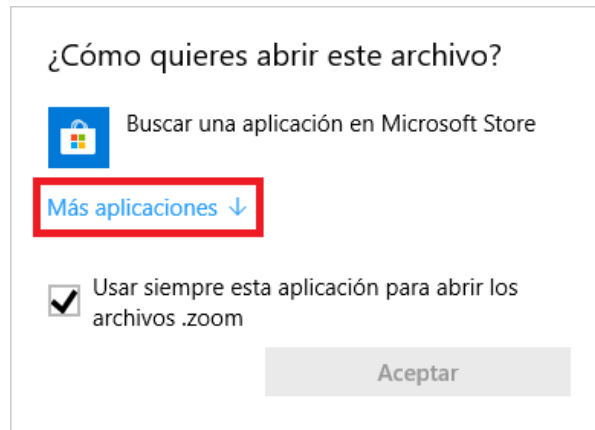 ¿Cómo quieres abrir este archivo?
Buscar una aplicación en Microsoft Store
Más aplicaciones ↓
Usar siempre esta aplicación para abrir los
archivos .zoom
Aceptar